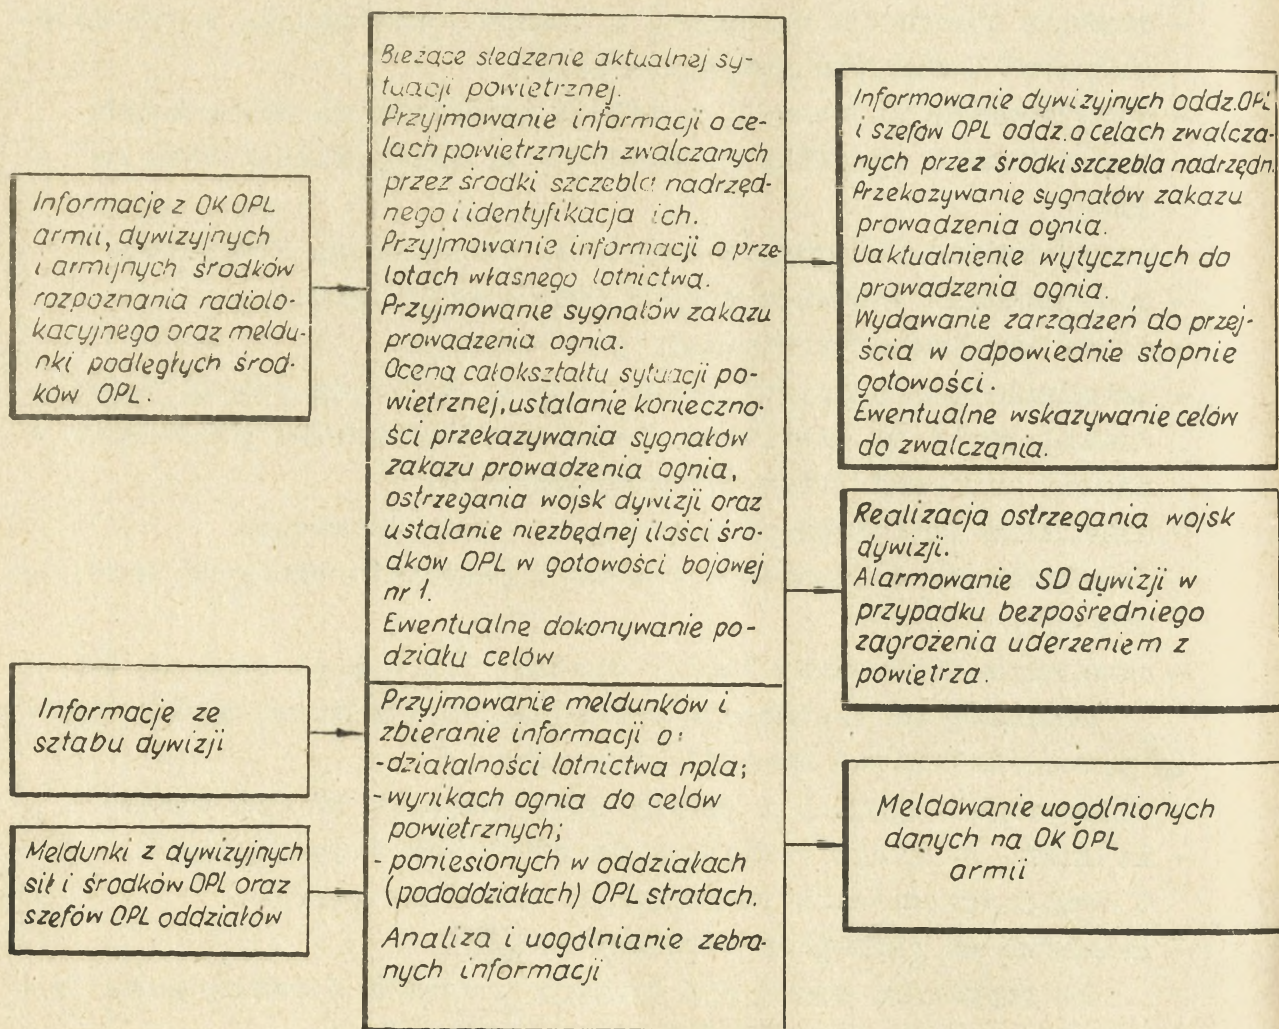 Informacje z OK OPL
armii, dywizyjnych
i armijnych środków
rozpoznania radiolo-
kacyjnego oraz meldu-
nki podległych środ-
ków OPL.
Informacje ze
sztabu dywizji
Meldunki z dywizyjnych
sił i środków OPL oraz
szefów OPL oddziałów
Bieżące śledzenie aktualnej sy-
tuacji powietrznej.
Przyjmowanie informacji o ce-
lach powietrznych zwalczanych
przez środki szczebla nadrzęd-
nego i identyfikacja ich.
Przyjmowanie informacji o prze-
lotach własnego lotnictwa.
Przyjmowanie sygnałów zakazu
prowadzenia ognia.
Ocena całokształtu sytuacji po-
wietrznej, ustalanie konieczno-
ści przekazywania sygnałów
zakazu prowadzenia ognia,
ostrzegania wojsk dywizji oraz
ustalanie niezbędnej ilości śro-
dków OPL w gotowości bojowej
nr 1.
Ewentualne dokonywanie po-
działu celów
Przyjmowanie meldunków i
zbieranie informacji o:
-działalności lotnictwa npla;
-wynikach ognia do celów
powietrznych;
- poniesionych w oddziałach
(pododdziałach) OPL stratach.
Analiza i uogólnianie zebra-
nych informacji
Informowanie dywizyjnych oddz. OPL
i szefów OPL oddz. o celach zwalcza-
nych przez środki szczebla nadrzędn.
Przekazywanie sygnałów zakazu
prowadzenia ognia.
Uaktualnienie wytycznych do
prowadzenia ognia.
Wydawanie zarządzeń do przej-
ścia w odpowiednie stopnie
gotowości.
Ewentualne wskazywanie celów
do zwalczania.
Realizacja ostrzegania wojsk
dywizji.
Alarmowanie SD dywizji w
przypadku bezpośredniego
zagrożenia uderzeniem z
powietrza.
Meldowanie uogólnionych
danych na OK OPL
armii